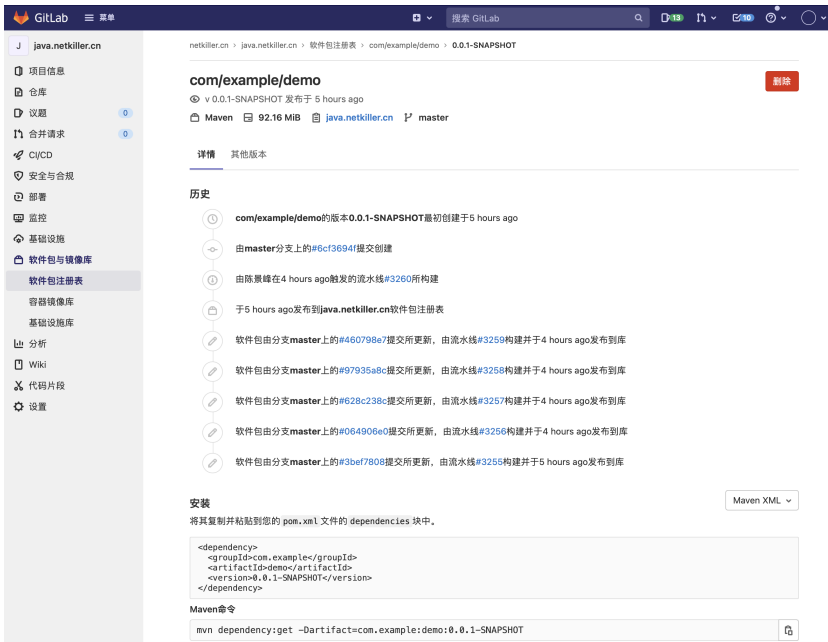 GitLab 菜单 搜索 GitLab 13 10
J java.netkiller.cn
项目信息
仓库
议题 0
合并请求 0
CI/CD
安全与合规
部署
监控
基础设施
软件包与镜像库
软件包注册表
容器镜像库
基础设施库
分析
Wiki
代码片段
设置
netkiller.cn › java.netkiller.cn › 软件包注册表 › com/example/demo › 0.0.1-SNAPSHOT
com/example/demo
删除
v 0.0.1-SNAPSHOT 发布于 5 hours ago
Maven 92.16 MiB java.netkiller.cn master
详情 其他版本
历史
com/example/demo的版本0.0.1-SNAPSHOT最初创建于5 hours ago
由master分支上的#6cf3694f提交创建
由陈景峰在4 hours ago触发的流水线#3260所构建
于5 hours ago发布到java.netkiller.cn软件包注册表
软件包由分支master上的#460798e7提交所更新，由流水线#3259构建并于4 hours ago发布到库
软件包由分支master上的#97935a8c提交所更新，由流水线#3258构建并于4 hours ago发布到库
软件包由分支master上的#628c238c提交所更新，由流水线#3257构建并于4 hours ago发布到库
软件包由分支master上的#064906e0提交所更新，由流水线#3256构建并于4 hours ago发布到库
软件包由分支master上的#3bef7808提交所更新，由流水线#3255构建并于5 hours ago发布到库
安装
Maven XML
将其复制并粘贴到您的 pom.xml 文件的 dependencies 块中。
<dependency>
  <groupId>com.example</groupId>
  <artifactId>demo</artifactId>
  <version>0.0.1-SNAPSHOT</version>
</dependency>
Maven命令
mvn dependency:get -Dartifact=com.example:demo:0.0.1-SNAPSHOT